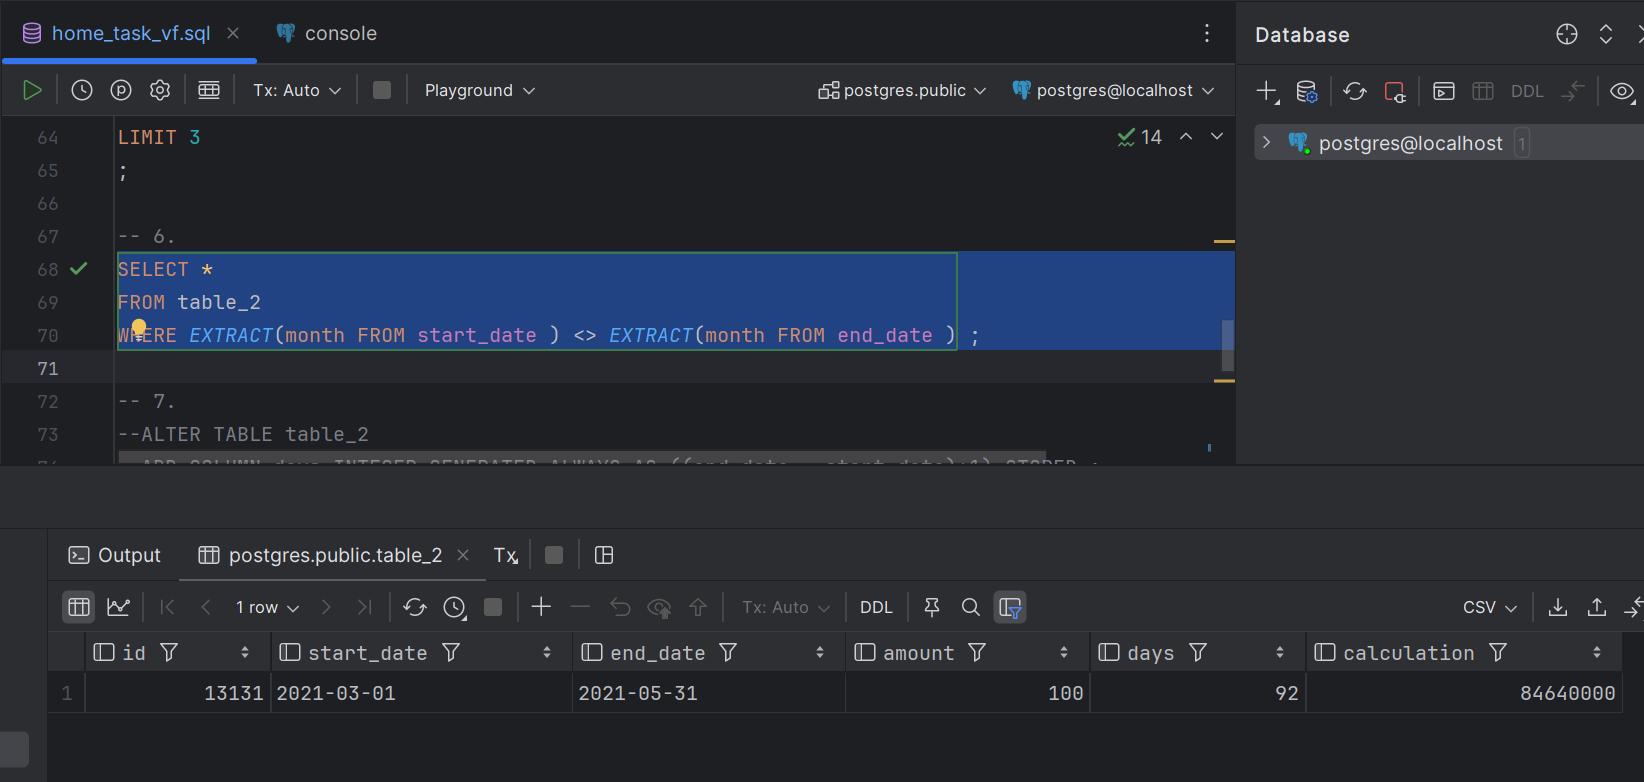 home_task_vf.sql
console
Database
Tx: Auto
Playground
postgres.public
postgres@localhost
DDL
64 LIMIT 3
14
postgres@localhost 1
65 ;
66
67 -- 6.
68 SELECT *
69 FROM table_2
70 WHERE EXTRACT(month FROM start_date ) <> EXTRACT(month FROM end_date ) ;
71
72 -- 7.
73 --ALTER TABLE table_2
Output
postgres.public.table_2
Tx
1 row
Tx: Auto
DDL
CSV
id start_date end_date amount days calculation
1 13131 2021-03-01 2021-05-31 100 92 84640000